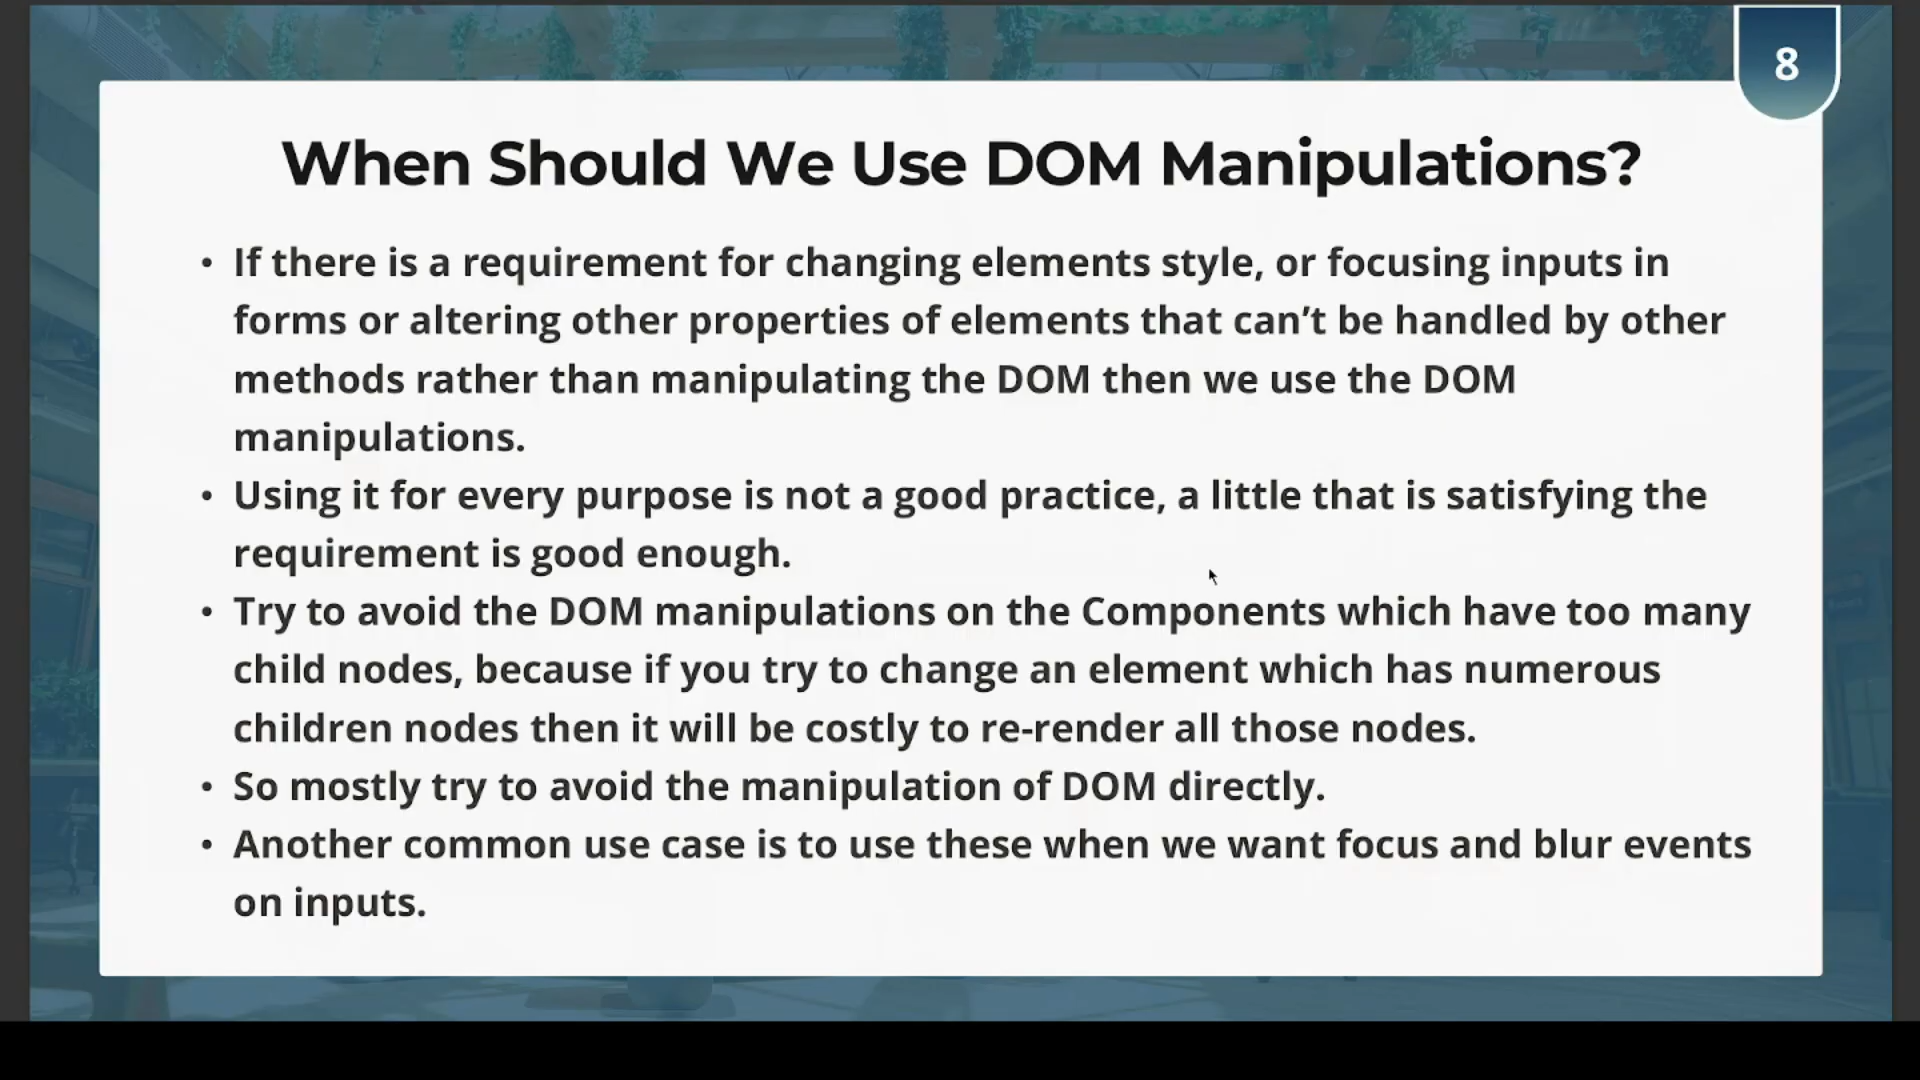 8
When Should We Use DOM Manipulations?
• If there is a requirement for changing elements style, or focusing inputs in
forms or altering other properties of elements that can’t be handled by other
methods rather than manipulating the DOM then we use the DOM
manipulations.
• Using it for every purpose is not a good practice, a little that is satisfying the
requirement is good enough.
• Try to avoid the DOM manipulations on the Components which have too many
child nodes, because if you try to change an element which has numerous
children nodes then it will be costly to re-render all those nodes.
• So mostly try to avoid the manipulation of DOM directly.
• Another common use case is to use these when we want focus and blur events
on inputs.